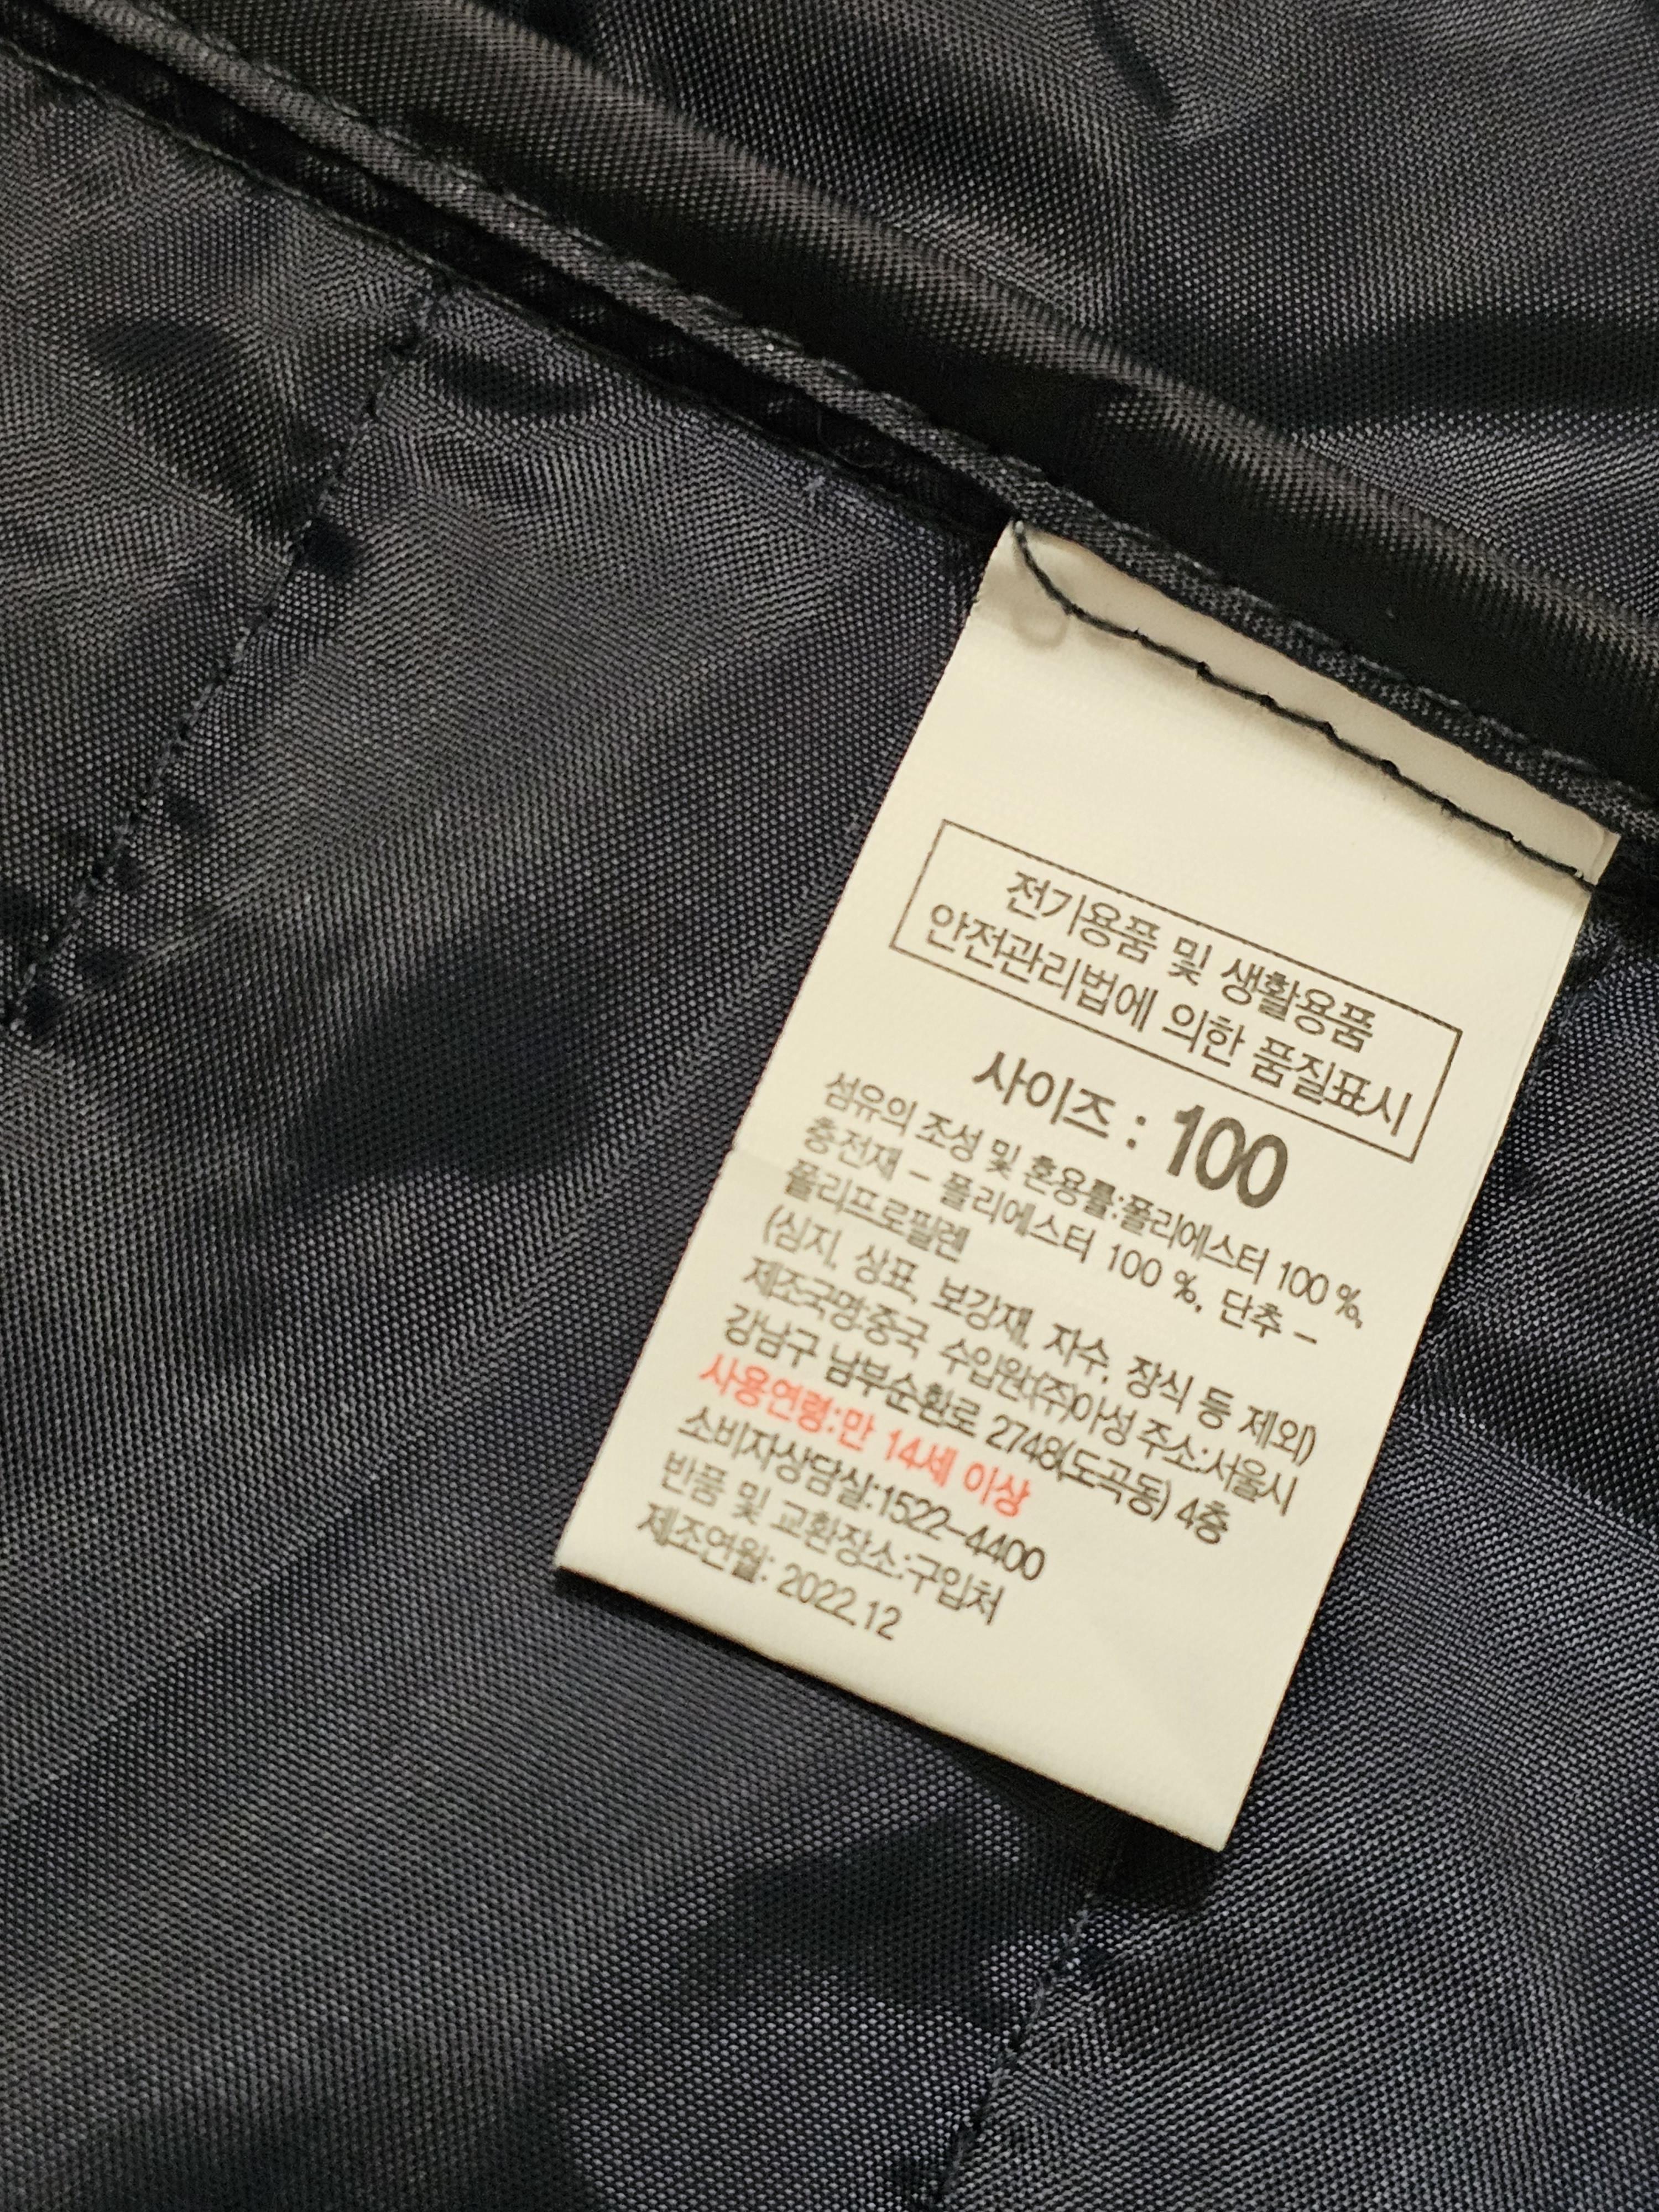 전기용품 및 생활용품
안전관리법에 의한 품질표시
사이즈 : 100
섬유의 조성 및 혼용률:폴리에스터 100 %,
충전재 - 폴리에스터 100 %, 단추 -
폴리프로필렌
(심지, 상표, 보강재, 자수, 장식 등 제외)
제조국명:중국 수입원:(주)아성 주소:서울시
강남구 남부순환로 2748(도곡동) 4층
사용연령:만 14세 이상
소비자상담실:1522-4400
반품 및 교환장소:구입처
제조연월: 2022.12